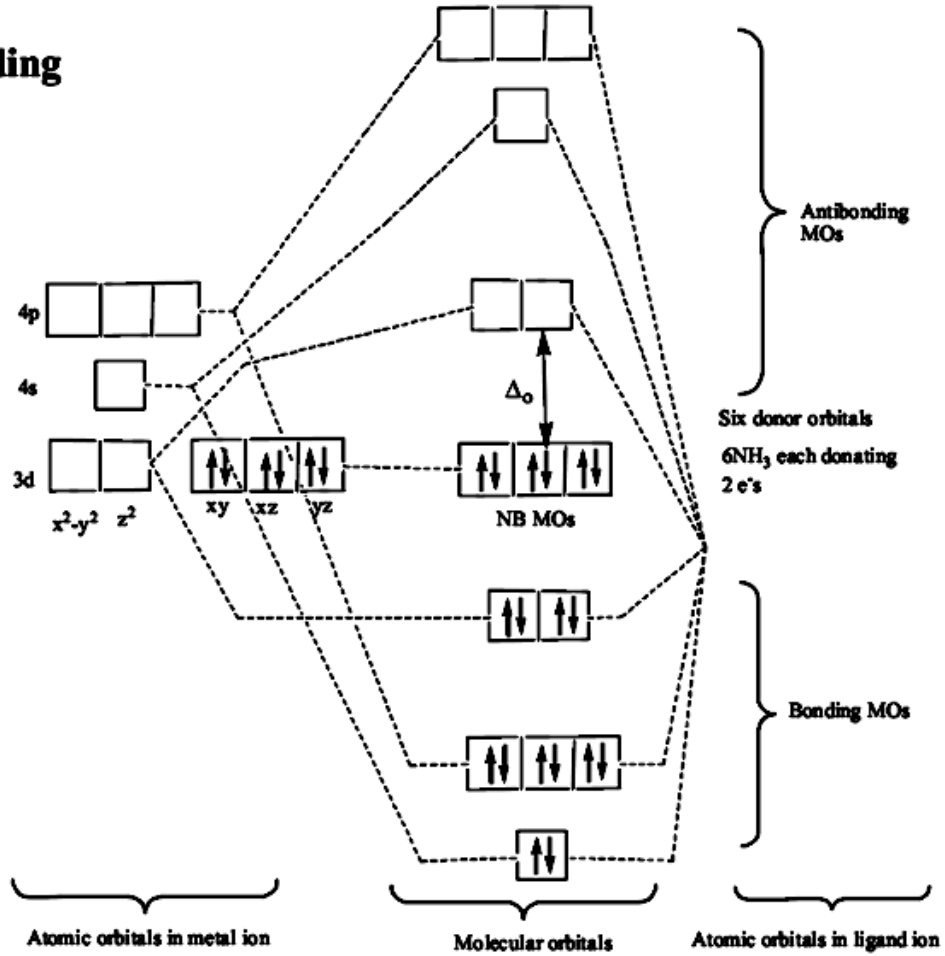 ling
Antibonding
MOs
4p
4s
Δo
Six donor orbitals
6NH3 each donating
2 e-s
3d
x2-y2 z2
xy xz yz
NB MOs
Bonding MOs
Atomic orbitals in metal ion
Molecular orbitals
Atomic orbitals in ligand ion